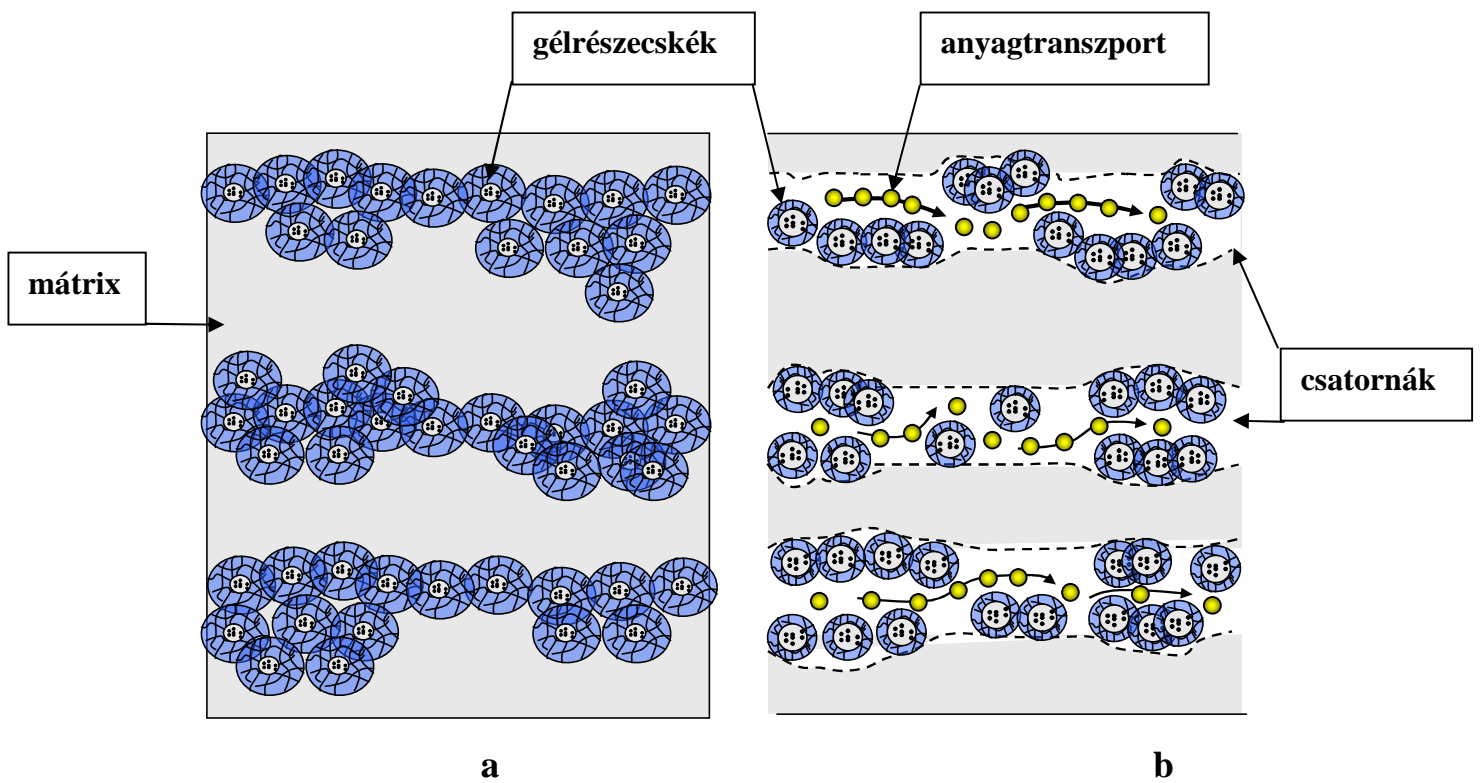 gélrészecskék
anyagtranszport
mátrix
csatornák
a
b